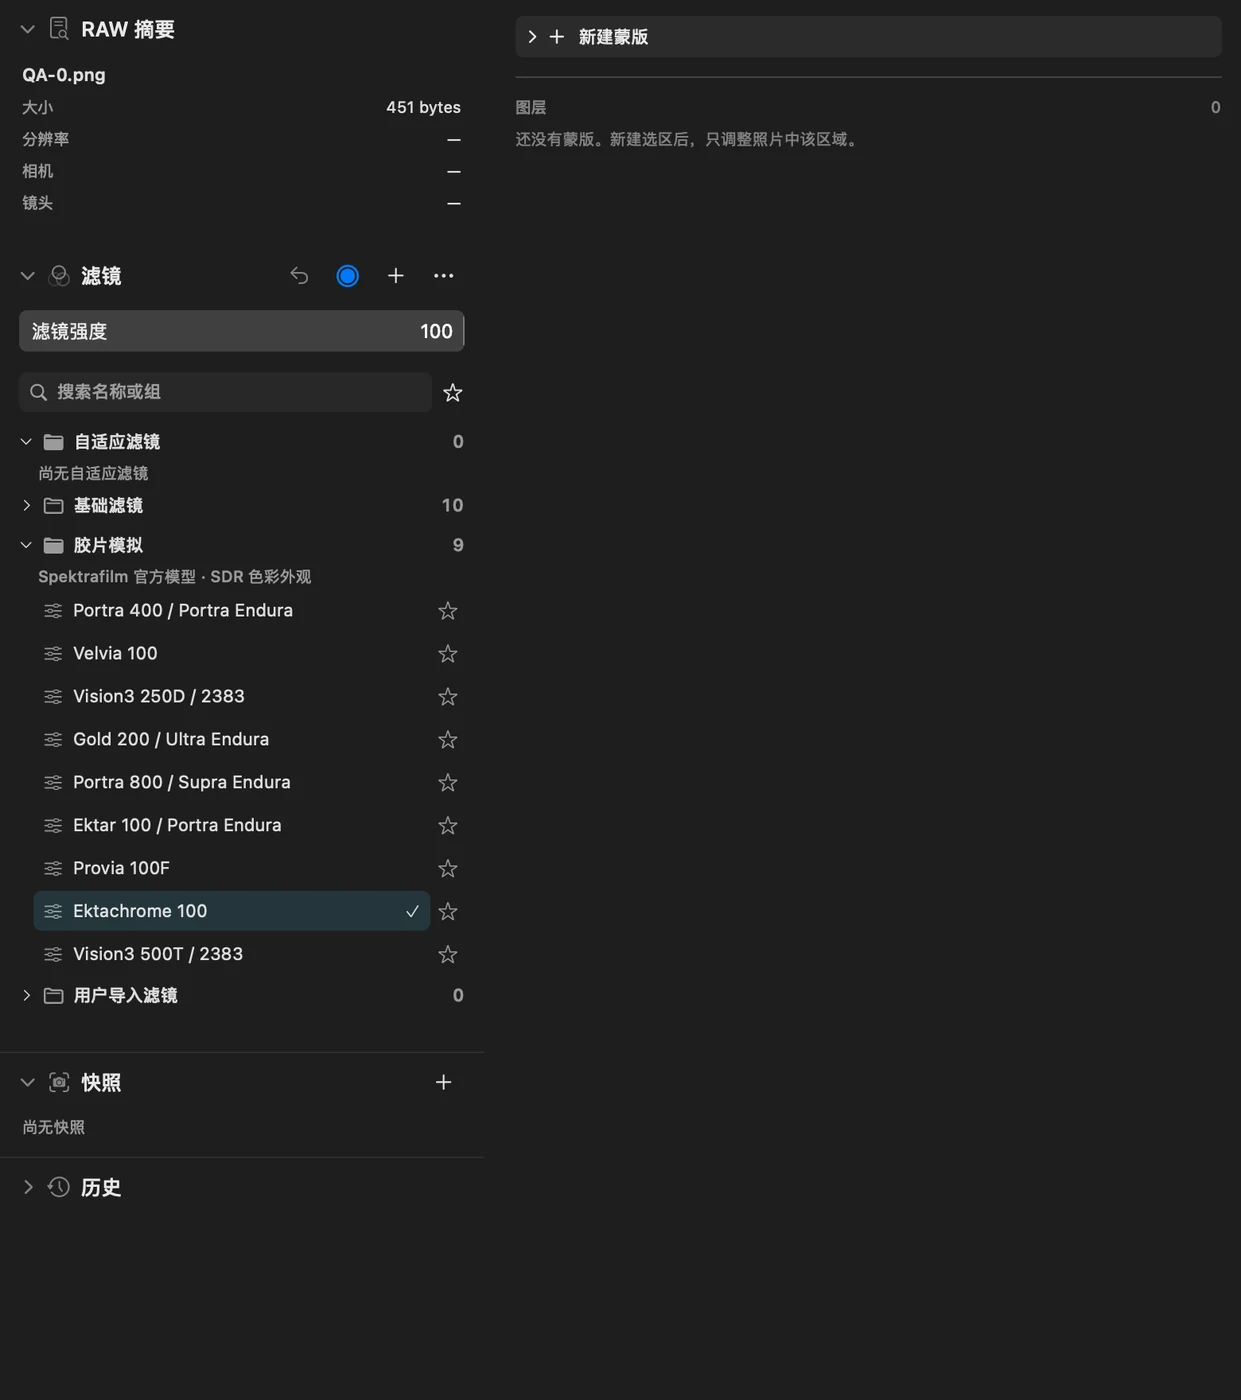 RAW 摘要
QA-0.png
大小 451 bytes
分辨率 —
相机 —
镜头 —
滤镜
滤镜强度 100
搜索名称或组
自适应滤镜 0
尚无自适应滤镜
基础滤镜 10
胶片模拟 9
Spektrafilm 官方模型 · SDR 色彩外观
Portra 400 / Portra Endura
Velvia 100
Vision3 250D / 2383
Gold 200 / Ultra Endura
Portra 800 / Supra Endura
Ektar 100 / Portra Endura
Provia 100F
Ektachrome 100
Vision3 500T / 2383
用户导入滤镜 0
快照
尚无快照
历史
新建蒙版
图层 0
还没有蒙版。新建选区后，只调整照片中该区域。